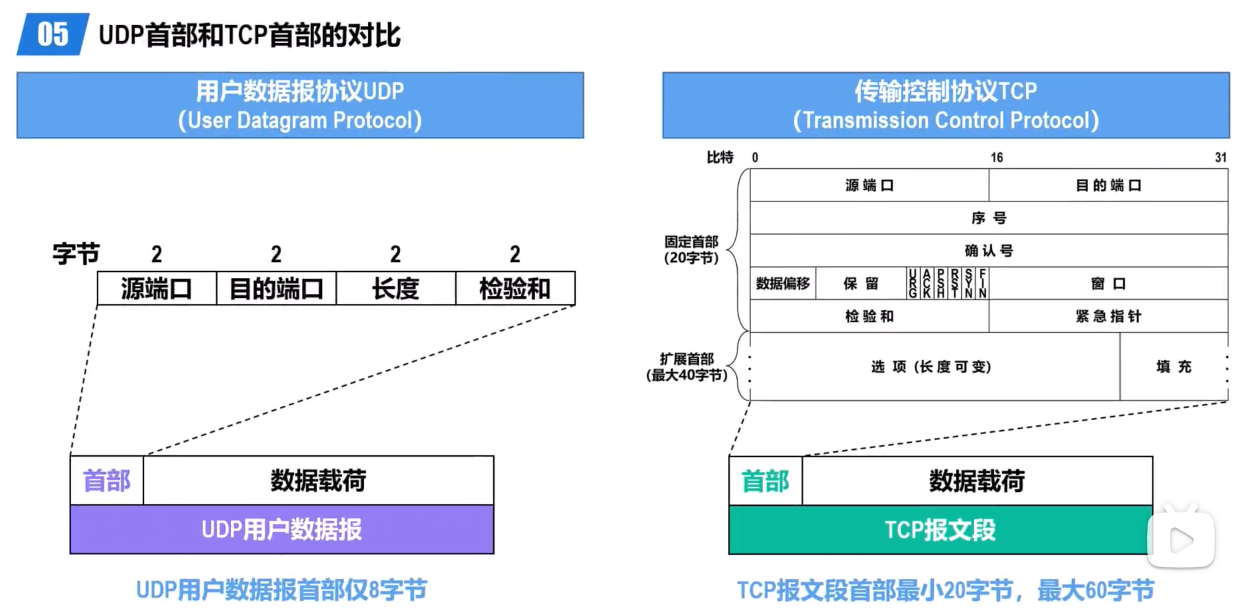 05 UDP首部和TCP首部的对比
用户数据报协议UDP
(User Datagram Protocol)
字节 2 2 2 2
源端口 目的端口 长度 检验和
首部 数据载荷
UDP用户数据报
UDP用户数据报首部仅8字节
传输控制协议TCP
(Transmission Control Protocol)
比特 0 16 31
固定首部
(20字节)
源端口 目的端口
序号
确认号
数据偏移 保留 URG ACK PSH RST SYN FIN 窗口
检验和 紧急指针
扩展首部
(最大40字节)
选项 (长度可变) 填充
首部 数据载荷
TCP报文段
TCP报文段首部最小20字节，最大60字节